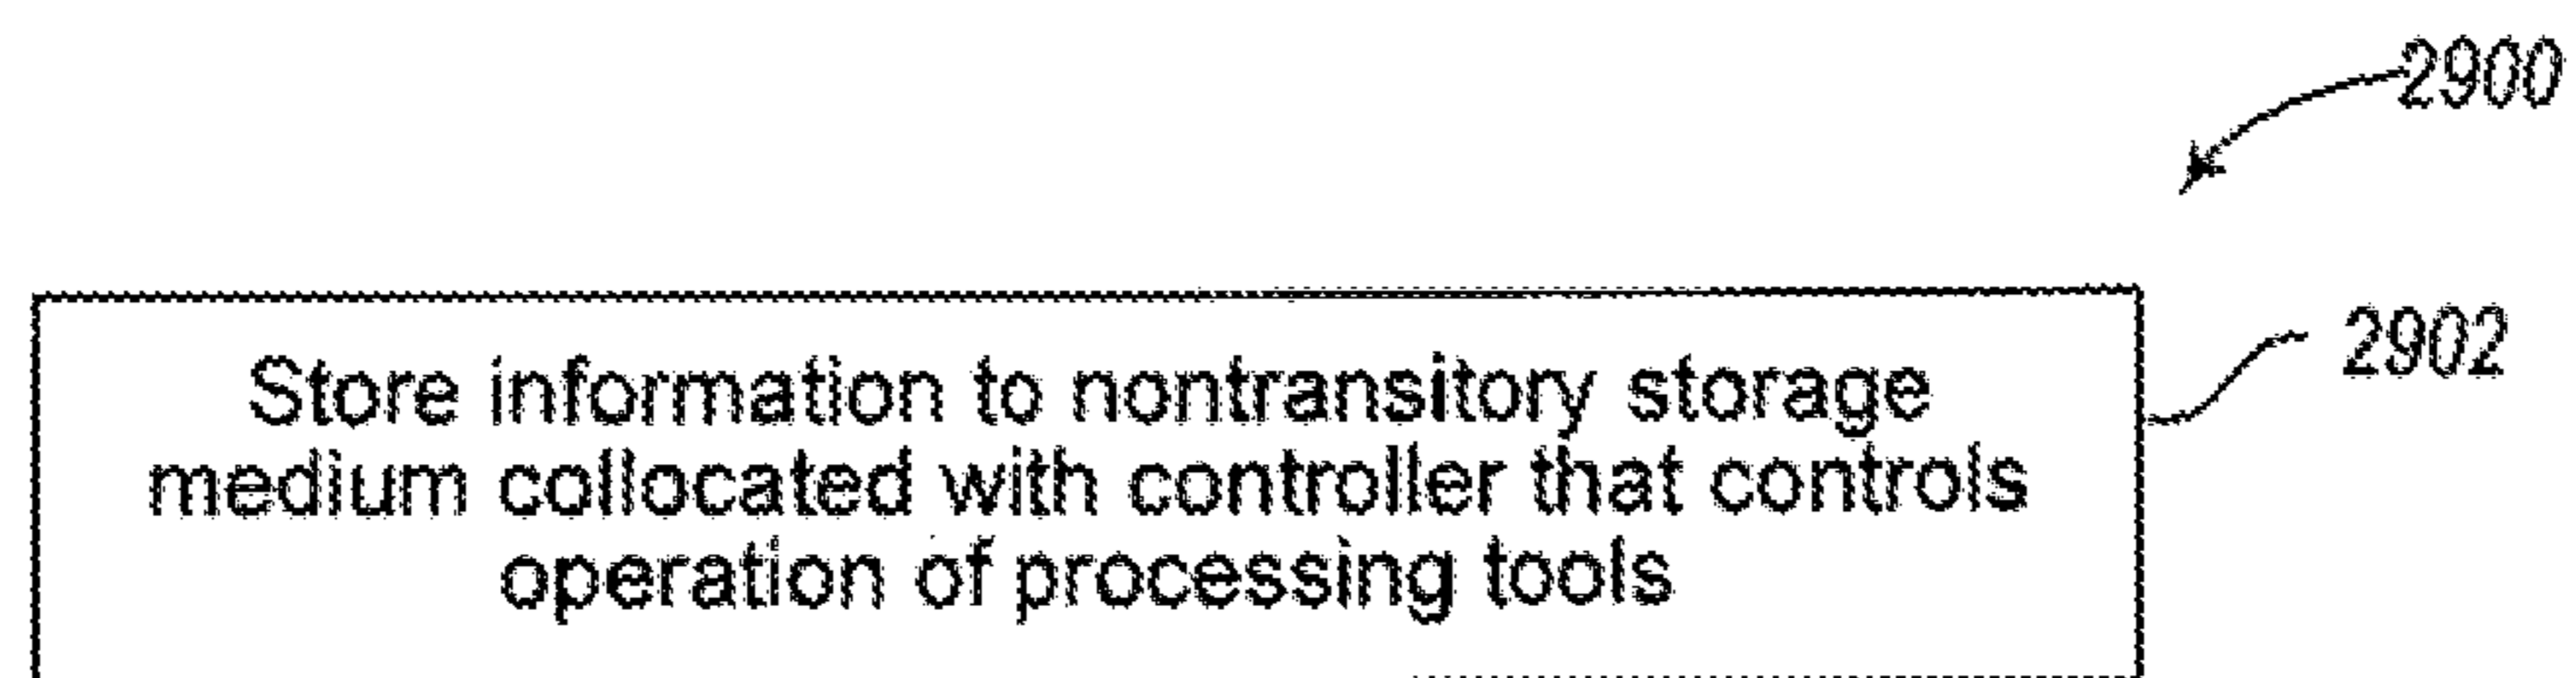 2900
2902
Store information to nontransitory storage
medium collocated with controller that controls
operation of processing tools